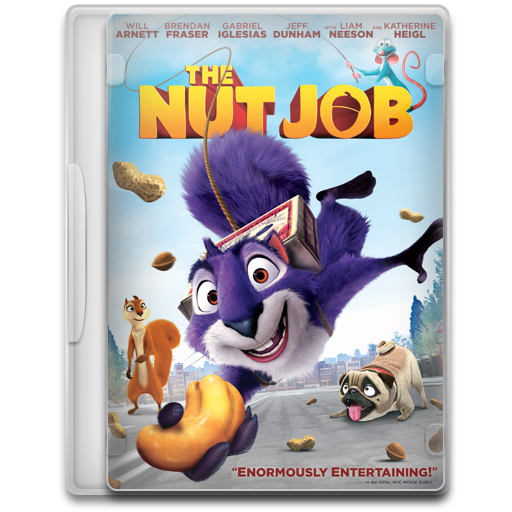 WILL BRENDAN GABRIEL JEFF WITH LIAM AND KATHERINE
ARNETT FRASER IGLESIAS DUNHAM NEESON HEIGL
THE
NUT JOB
"ENORMOUSLY ENTERTAINING!"